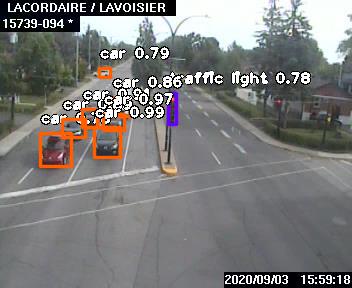 LACORDAIRE / LAVOISIER
15739-094 *
car 0.79
car 0.86
traffic light 0.78
car 0.97
car 0.99
2020/09/03 15:59:18